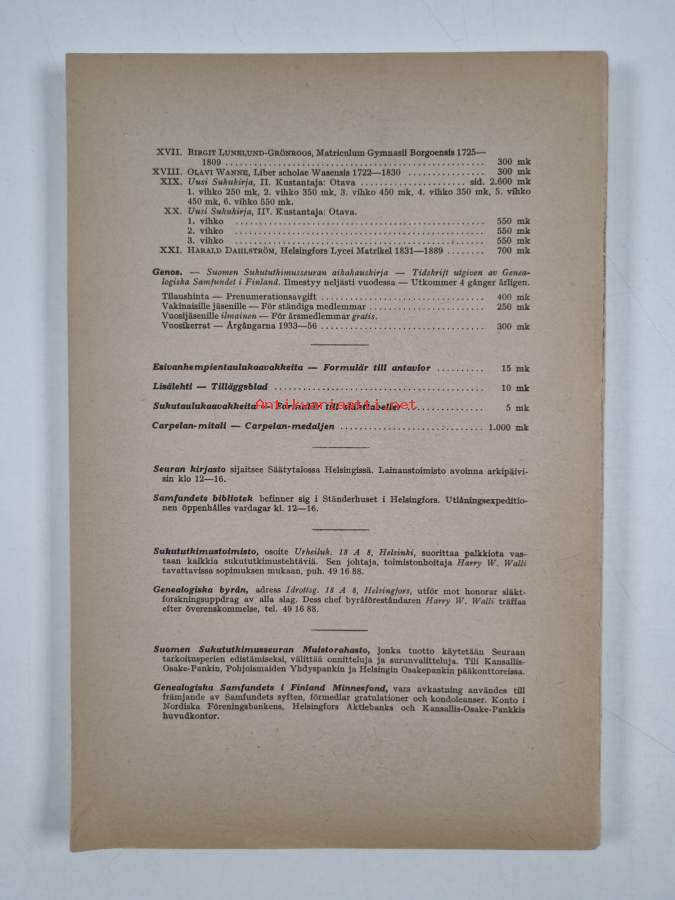 XVII. BIRGIT LUNELUND-GRÖNROOS, Matriculum Gymnasii Borgoensis 1725—
1809 ........ 300 mk
XVIII. OLAVI WANNE, Liber scholae Wasensis 1722—1830 ........ 300 mk
XIX. Uusi Sukukirja, II. Kustantaja: Otava ........ sid. 2.600 mk
1. vihko 250 mk, 2. vihko 350 mk, 3. vihko 450 mk, 4. vihko 350 mk, 5. vihko
450 mk, 6. vihko 550 mk.
XX. Uusi Sukukirja, III. Kustantaja: Otava.
1. vihko ........ 550 mk
2. vihko ........ 550 mk
3. vihko ........ 550 mk
XXI. HARALD DAHLSTRÖM, Helsingfors Lycei Matrikel 1831—1889 ........ 700 mk
Genos. — Suomen Sukututkimusseuran aikakauskirja — Tidskrift utgiven av Genea-
logiska Samfundet i Finland. Ilmestyy neljästi vuodessa — Utkommer 4 gånger årligen.
Tilaushinta — Prenumerationsavgift ........ 400 mk
Vakinaisille jäsenille — För ständiga medlemmar ........ 250 mk
Vuosijäsenille ilmainen — För årsmedlemmar gratis.
Vuosikerrat — Årgångarna 1933—56 ........ 300 mk
Esivanhempientaulukaavakkeita — Formulär till antavlor ........ 15 mk
Lisälehti — Tilläggsblad ........ 10 mk
Sukutaulukaavakkeita — Formulär till släkttabeller ........ 5 mk
Antikvariaatti.net
Carpelan-mitali — Carpelan-medaljen ........ 1.000 mk
Seuran kirjasto sijaitsee Säätytalossa Helsingissä. Lainaustoimisto avoinna arkipäivi-
sin klo 12—16.
Samfundets bibliotek befinner sig i Ständerhuset i Helsingfors. Utlåningsexpeditio-
nen öppenhålles vardagar kl. 12—16.
Sukututkimustoimisto, osoite Urheiluk. 18 A 8, Helsinki, suorittaa palkkiota vas-
taan kaikkia sukututkimustehtäviä. Sen johtaja, toimistonhoitaja Harry W. Walli
tavattavissa sopimuksen mukaan, puh. 49 16 88.
Genealogiska byrån, adress Idrottsg. 18 A 8, Helsingfors, utför mot honorar släkt-
forskningsuppdrag av alla slag. Dess chef byråföreståndaren Harry W. Walli träffas
efter överenskommelse, tel. 49 16 88.
Suomen Sukututkimusseuran Muistorahasto, jonka tuotto käytetään Seuraan
tarkoitusperien edistämiseksi, välittää onnitteluja ja surunvalitteluja. Tili Kansallis-
Osake-Pankin, Pohjoismaiden Yhdyspankin ja Helsingin Osakepankin pääkonttoreissa.
Genealogiska Samfundets i Finland Minnesfond, vars avkastning användes till
främjande av Samfundets syften, förmedlar gratulationer och kondoleanser. Konto i
Nordiska Föreningsbankens, Helsingfors Aktiebanks och Kansallis-Osake-Pankkis
huvudkontor.